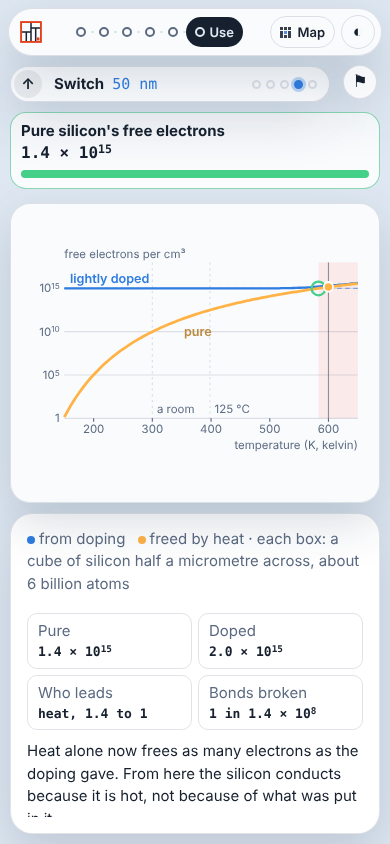 Use
Map
Switch 50 nm
Pure silicon's free electrons
1.4 × 10¹⁵
free electrons per cm³
lightly doped
pure
10¹⁵
10¹⁰
10⁵
1
a room
125 °C
200 300 400 500 600
temperature (K, kelvin)
from doping freed by heat · each box: a
cube of silicon half a micrometre across, about
6 billion atoms
Pure
1.4 × 10¹⁵
Doped
2.0 × 10¹⁵
Who leads
heat, 1.4 to 1
Bonds broken
1 in 1.4 × 10⁸
Heat alone now frees as many electrons as the
doping gave. From here the silicon conducts
because it is hot, not because of what was put